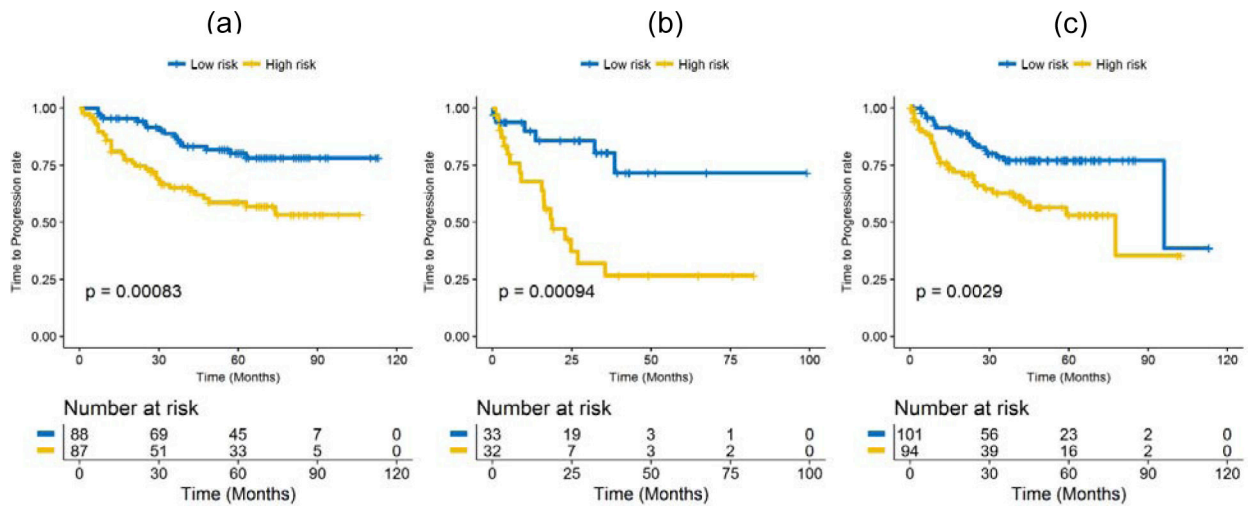 (a)
Low risk High risk
Time to Progression rate
1.00
0.75
0.50
0.25
0.00
p = 0.00083
0 30 60 90 120
Time (Months)
Number at risk
88 69 45 7 0
87 51 33 5 0
0 30 60 90 120
Time (Months)
(b)
Low risk High risk
Time to Progression rate
1.00
0.75
0.50
0.25
0.00
p = 0.00094
0 25 50 75 100
Time (Months)
Number at risk
33 19 3 1 0
32 7 3 2 0
0 25 50 75 100
Time (Months)
(c)
Low risk High risk
Time to Progression rate
1.00
0.75
0.50
0.25
0.00
p = 0.0029
0 30 60 90 120
Time (Months)
Number at risk
101 56 23 2 0
94 39 16 2 0
0 30 60 90 120
Time (Months)